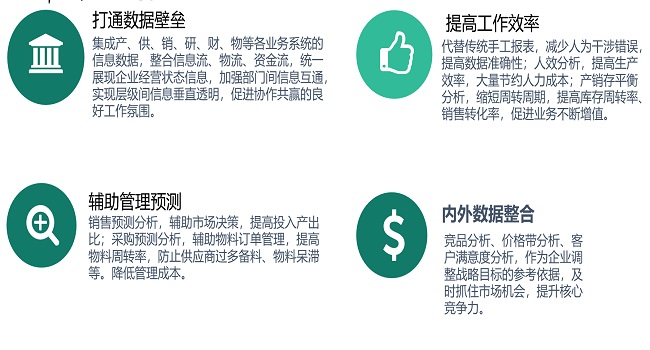 打通数据壁垒
集成产、供、销、研、财、物等各业务系统的
信息数据，整合信息流、物流、资金流，统一
展现企业经营状态信息，加强部门间信息互通，
实现层级间信息垂直透明，促进协作共赢的良
好工作氛围。
提高工作效率
代替传统手工报表，减少人为干涉错误，
提高数据准确性；人效分析，提高生产
效率，大量节约人力成本；产销存平衡
分析，缩短周转周期，提高库存周转率、
销售转化率，促进业务不断增值。
辅助管理预测
销售预测分析，辅助市场决策，提高投入产出
比；采购预测分析，辅助物料订单管理，提高
物料周转率，防止供应商过多备料、物料呆滞
等。降低管理成本。
内外数据整合
竞品分析、价格带分析、客
户满意度分析，作为企业调
整战略目标的参考依据，及
时抓住市场机会，提升核心
竞争力。